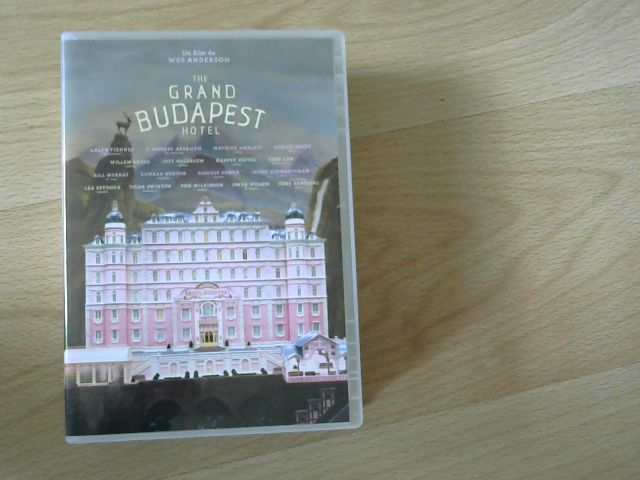 Un film de
WES ANDERSON
THE
GRAND
BUDAPEST
HOTEL
RALPH FIENNES F. MURRAY ABRAHAM MATHIEU AMALRIC ADRIEN BRODY
WILLEM DAFOE JEFF GOLDBLUM HARVEY KEITEL JUDE LAW
BILL MURRAY EDWARD NORTON SAOIRSE RONAN JASON SCHWARTZMAN
LEA SEYDOUX TILDA SWINTON TOM WILKINSON OWEN WILSON TONY REVOLORI
GRAND BUDAPEST